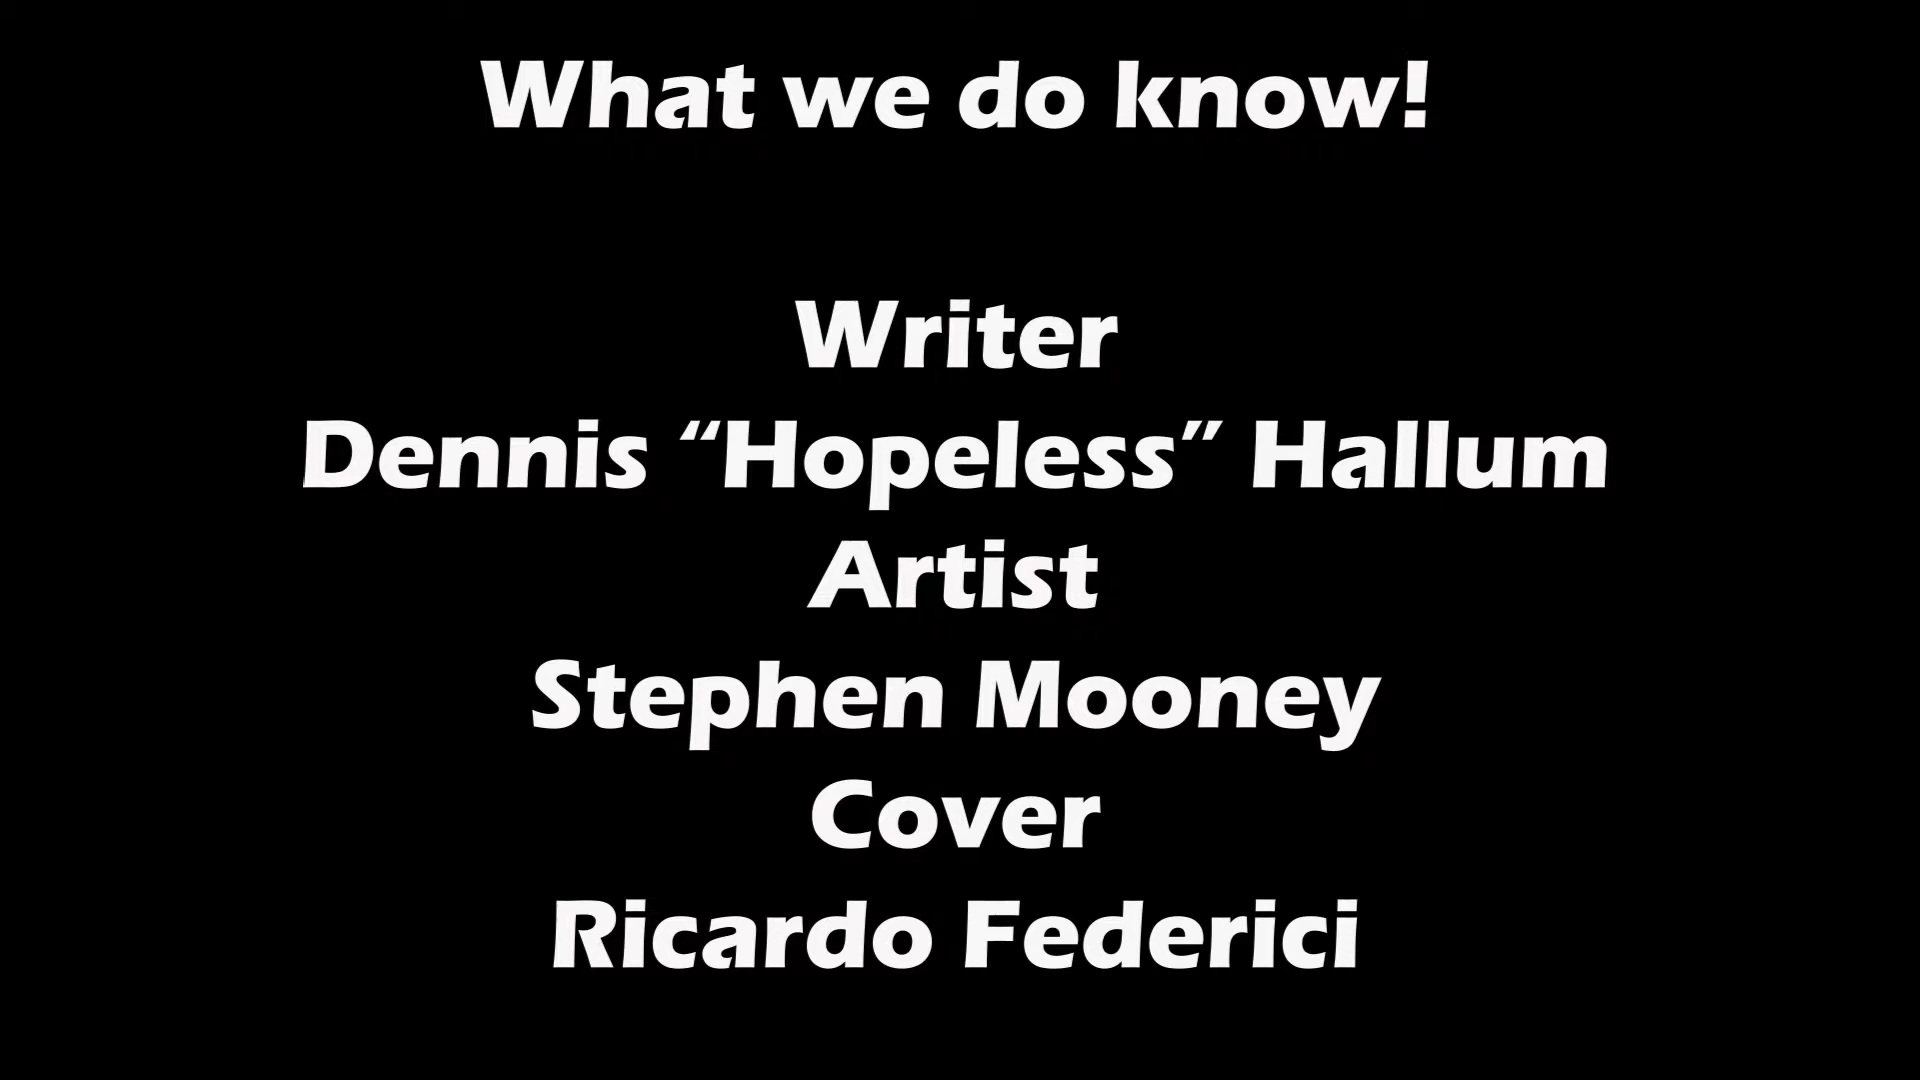 What we do know!
Writer
Dennis “Hopeless” Hallum
Artist
Stephen Mooney
Cover
Ricardo Federici